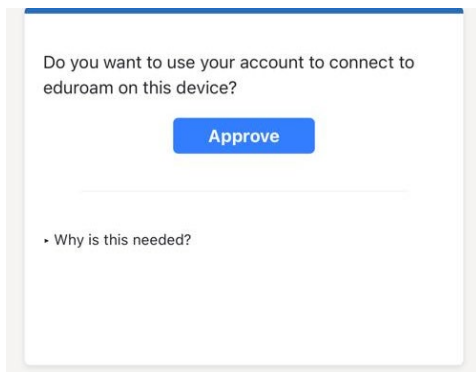 Do you want to use your account to connect to
eduroam on this device?
Approve
▸ Why is this needed?